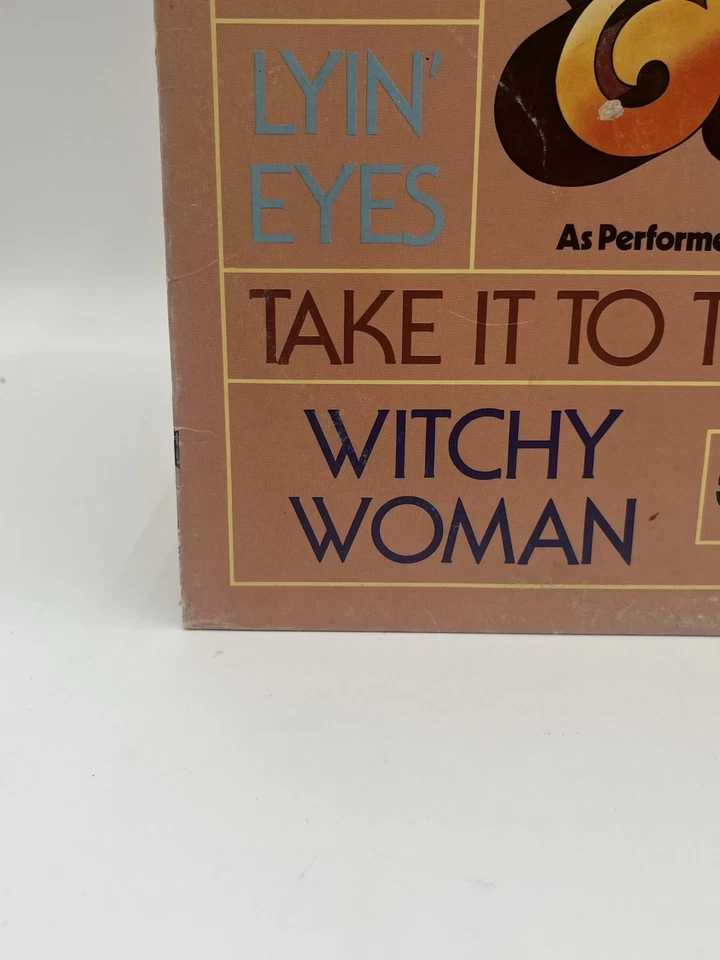 LYIN'
EYES
As Performe
TAKE IT TO T
WITCHY
WOMAN